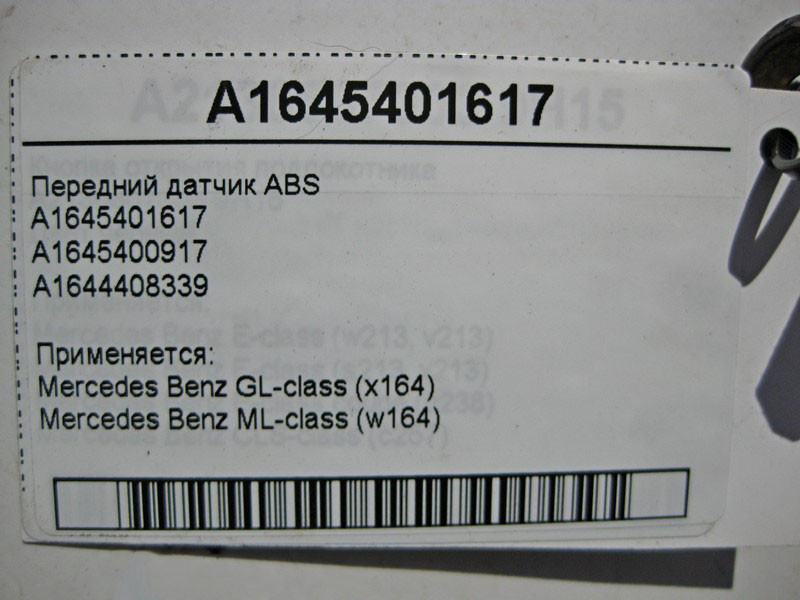 A1645401617
Передний датчик ABS
A1645401617
A1645400917
A1644408339
Применяется:
Mercedes Benz GL-class (x164)
Mercedes Benz ML-class (w164)